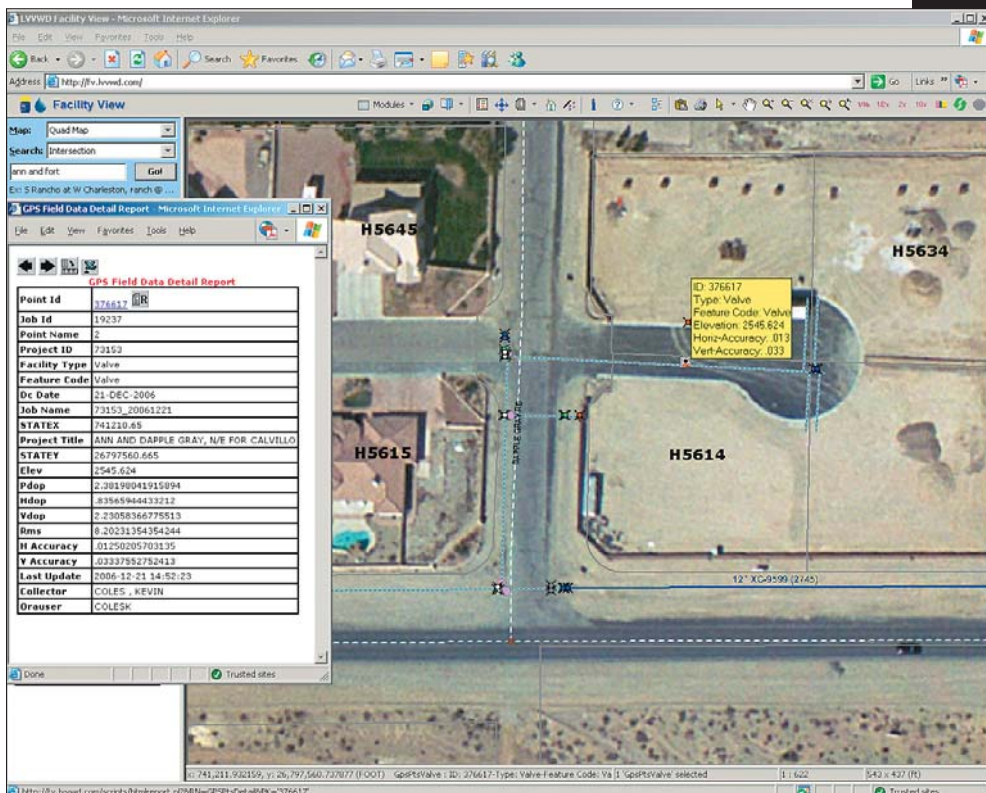 LVVWD Facility View - Microsoft Internet Explorer
File Edit View Favorites Tools Help
Back Search Favorites
Address http://fv.lvvwd.com/ Go Links
Facility View Modules
Map: Quad Map
Search: Intersection
ann and fort Go!
Ex: S Rancho at W Charleston, ranch @ ...
GPS Field Data Detail Report - Microsoft Internet Explorer
File Edit View Favorites Tools Help
GPS Field Data Detail Report
Point Id 376617
Job Id 19237
Point Name 2
Project ID 73153
Facility Type Valve
Feature Code Valve
Dc Date 21-DEC-2006
Job Name 73153_20061221
STATEX 741210.65
Project Title ANN AND DAPPLE GRAY, N/E FOR CALVILLO
STATEY 26797560.665
Elev 2545.624
Pdop 2.38198041915894
Hdop .83565944433212
Vdop 2.23058366775513
Rms 8.20231354354244
H Accuracy .01250205703135
V Accuracy .03337552752413
Last Update 2006-12-21 14:52:23
Collector COLES , KEVIN
Orauser COLESK
Done Trusted sites
H5645
H5634
ID: 376617
Type: Valve
Feature Code: Valve
Elevation: 2545.624
Horiz-Accuracy: .013
Vert-Accuracy: .033
H5615
H5614
12" XC-9599 (2745)
x: 741,211.932159, y: 26,797,560.737877 (FOOT) GpsPtsValve : ID: 376617-Type: Valve-Feature Code: Va 1 'GpsPtsValve' selected 1 : 622 543 x 437 (ft)
Trusted sites